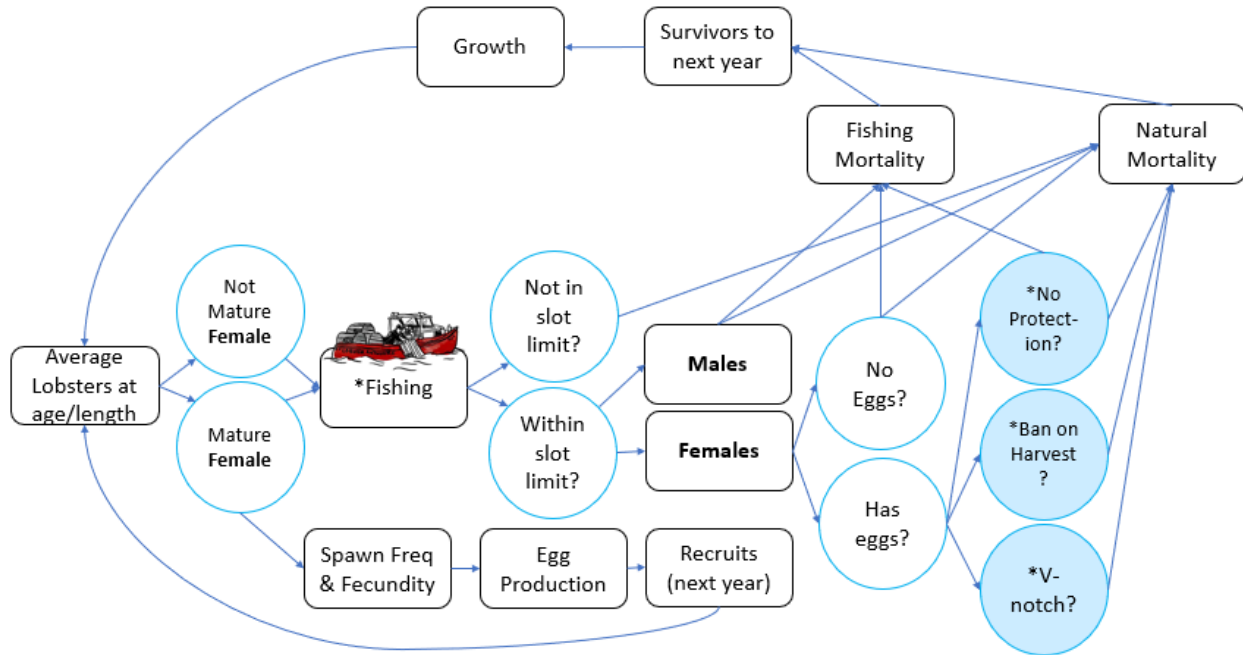 Growth
Survivors to
next year
Fishing
Mortality
Natural
Mortality
Not
Mature
Female
Not in
slot
limit?
*No
Protect-
ion?
Average
Lobsters at
age/length
*Fishing
Males
No
Eggs?
Mature
Female
Within
slot
limit?
Females
*Ban on
Harvest
?
Has
eggs?
Spawn Freq
& Fecundity
Egg
Production
Recruits
(next year)
*V-
notch?